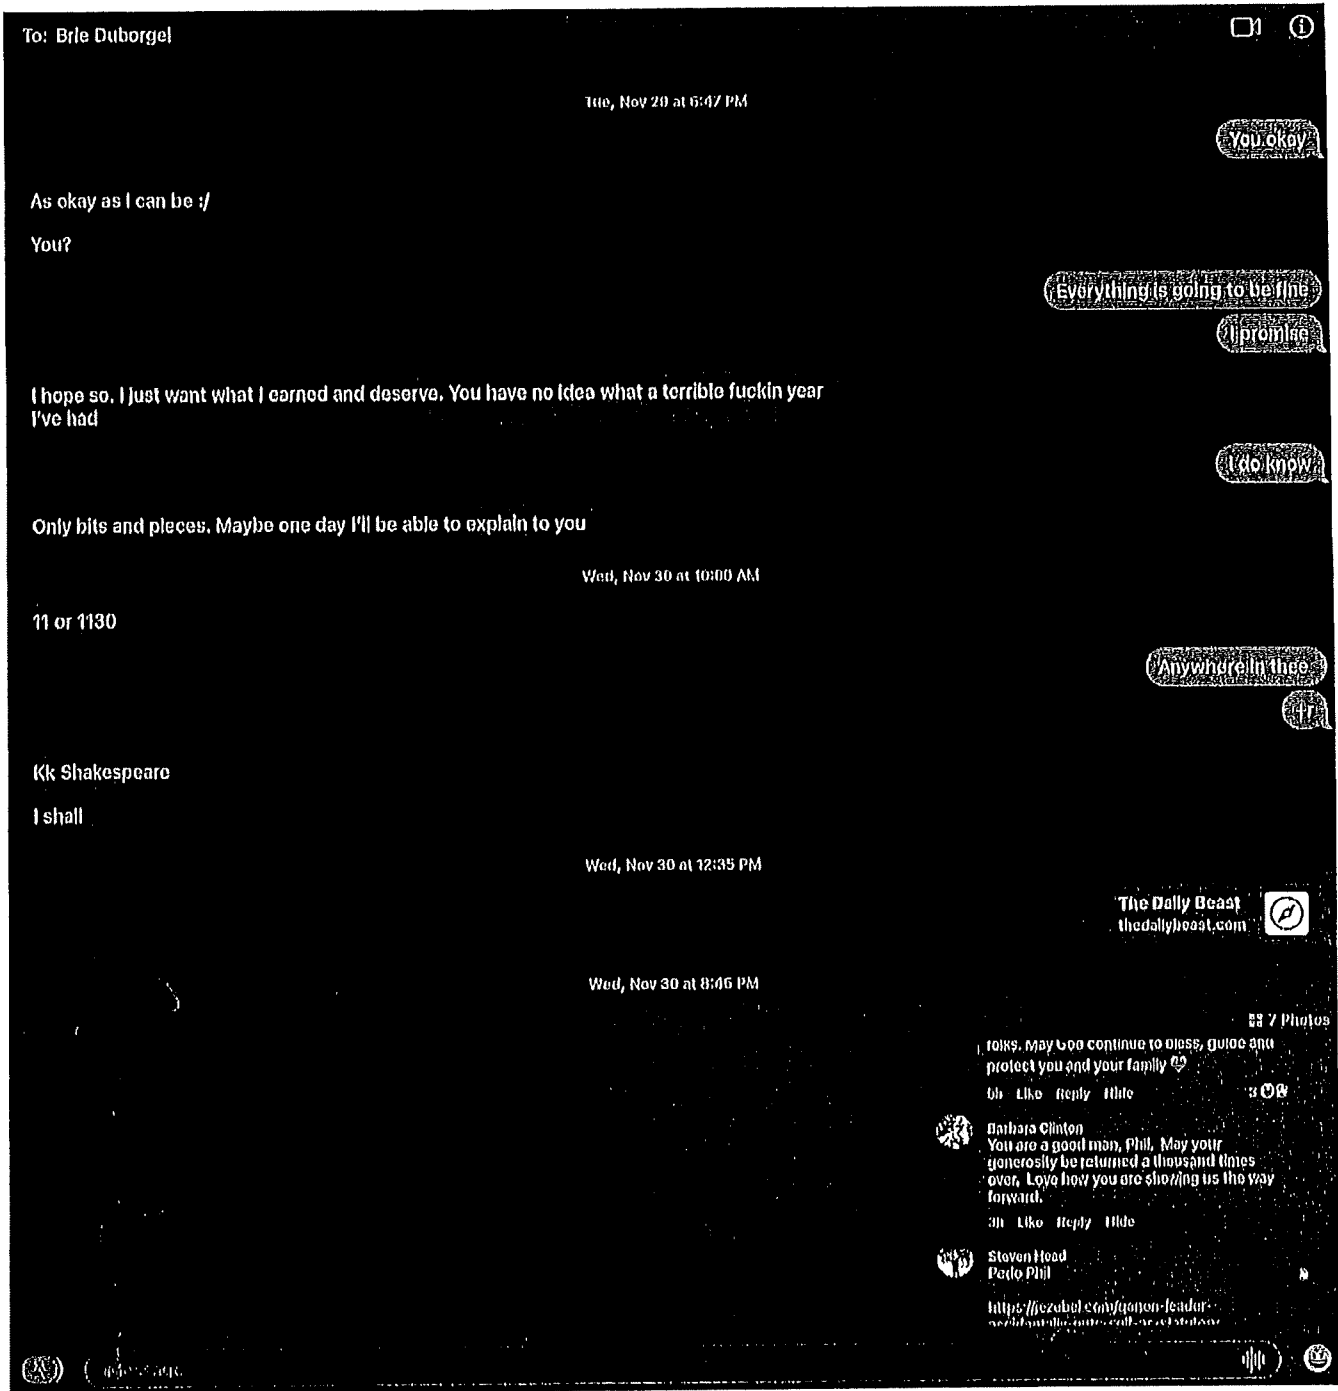 To: Brie Duborgel
Tue, Nov 29 at 6:47 PM
You okay
As okay as I can be :/
You?
Everything is going to be fine
I promise
I hope so. I just want what I earned and deserve. You have no idea what a terrible fuckin year
I've had
I do know
Only bits and pieces. Maybe one day I'll be able to explain to you
Wed, Nov 30 at 10:00 AM
11 or 1130
Anywhere in thee
fr
Kk Shakespeare
I shall
Wed, Nov 30 at 12:35 PM
The Daily Beast
thedailybeast.com
Wed, Nov 30 at 8:46 PM
7 Photos
folks. May God continue to bless, guide and
protect you and your family
Like Reply Hide 3
Barbara Clinton
You are a good man, Phil. May your
generosity be returned a thousand times
over. Love how you are showing us the way
forward.
3h Like Reply Hide
Steven Head
Pedo Phil
https://jezebel.com/qanon-leader-